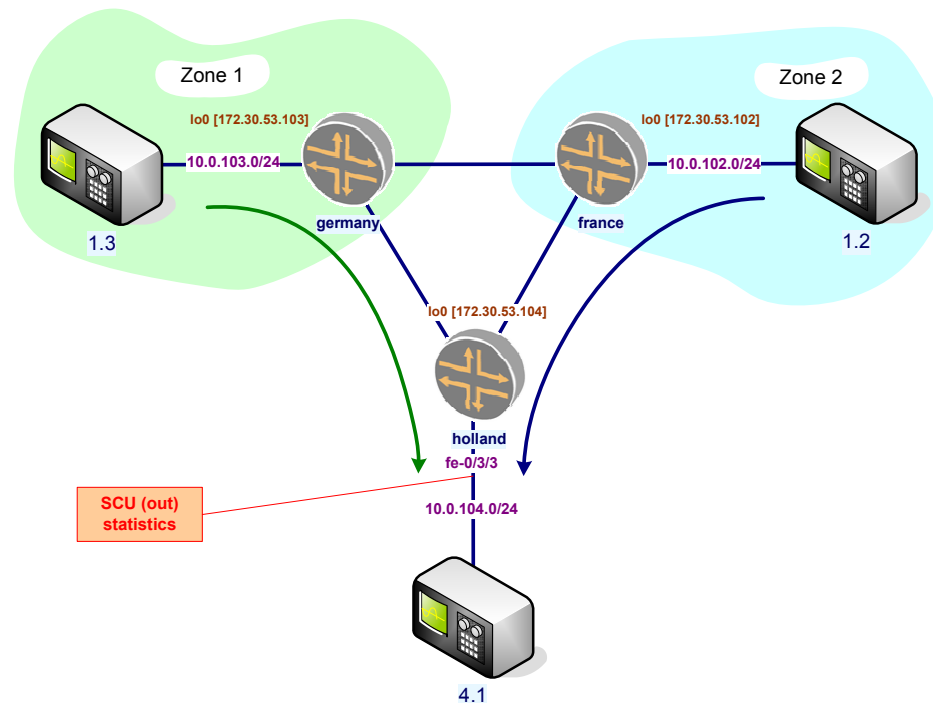 Zone 1
Zone 2
lo0 [172.30.53.103]
lo0 [172.30.53.102]
10.0.103.0/24
10.0.102.0/24
germany
france
1.3
1.2
lo0 [172.30.53.104]
holland
fe-0/3/3
SCU (out)
statistics
10.0.104.0/24
4.1